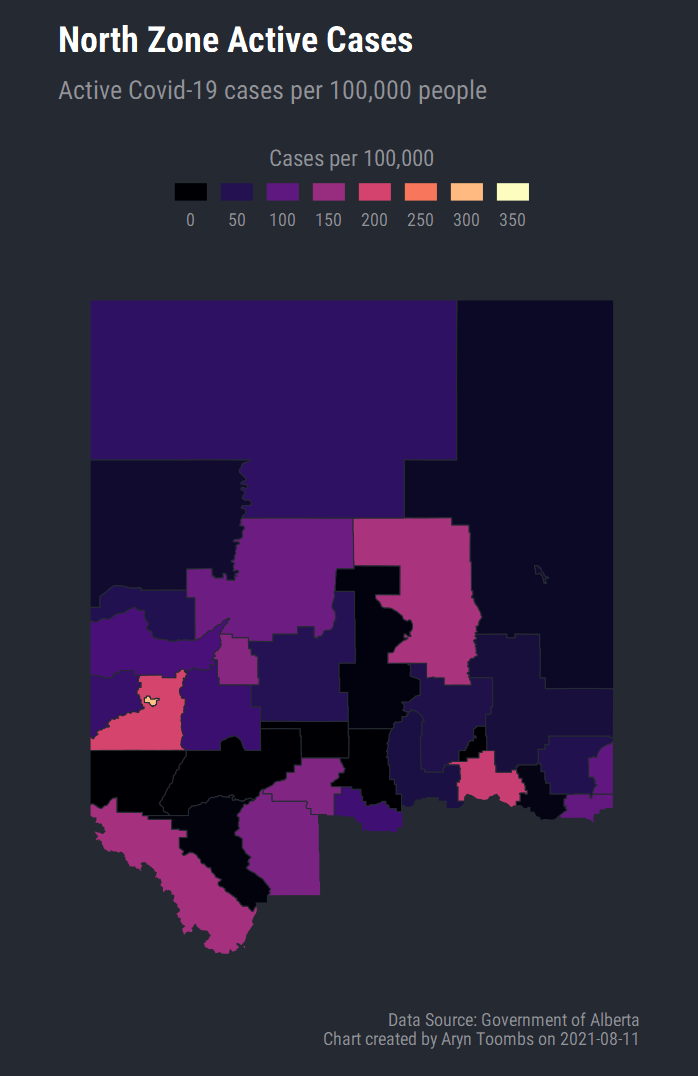 North Zone Active Cases
Active Covid-19 cases per 100,000 people
Cases per 100,000
0 50 100 150 200 250 300 350
Data Source: Government of Alberta
Chart created by Aryn Toombs on 2021-08-11